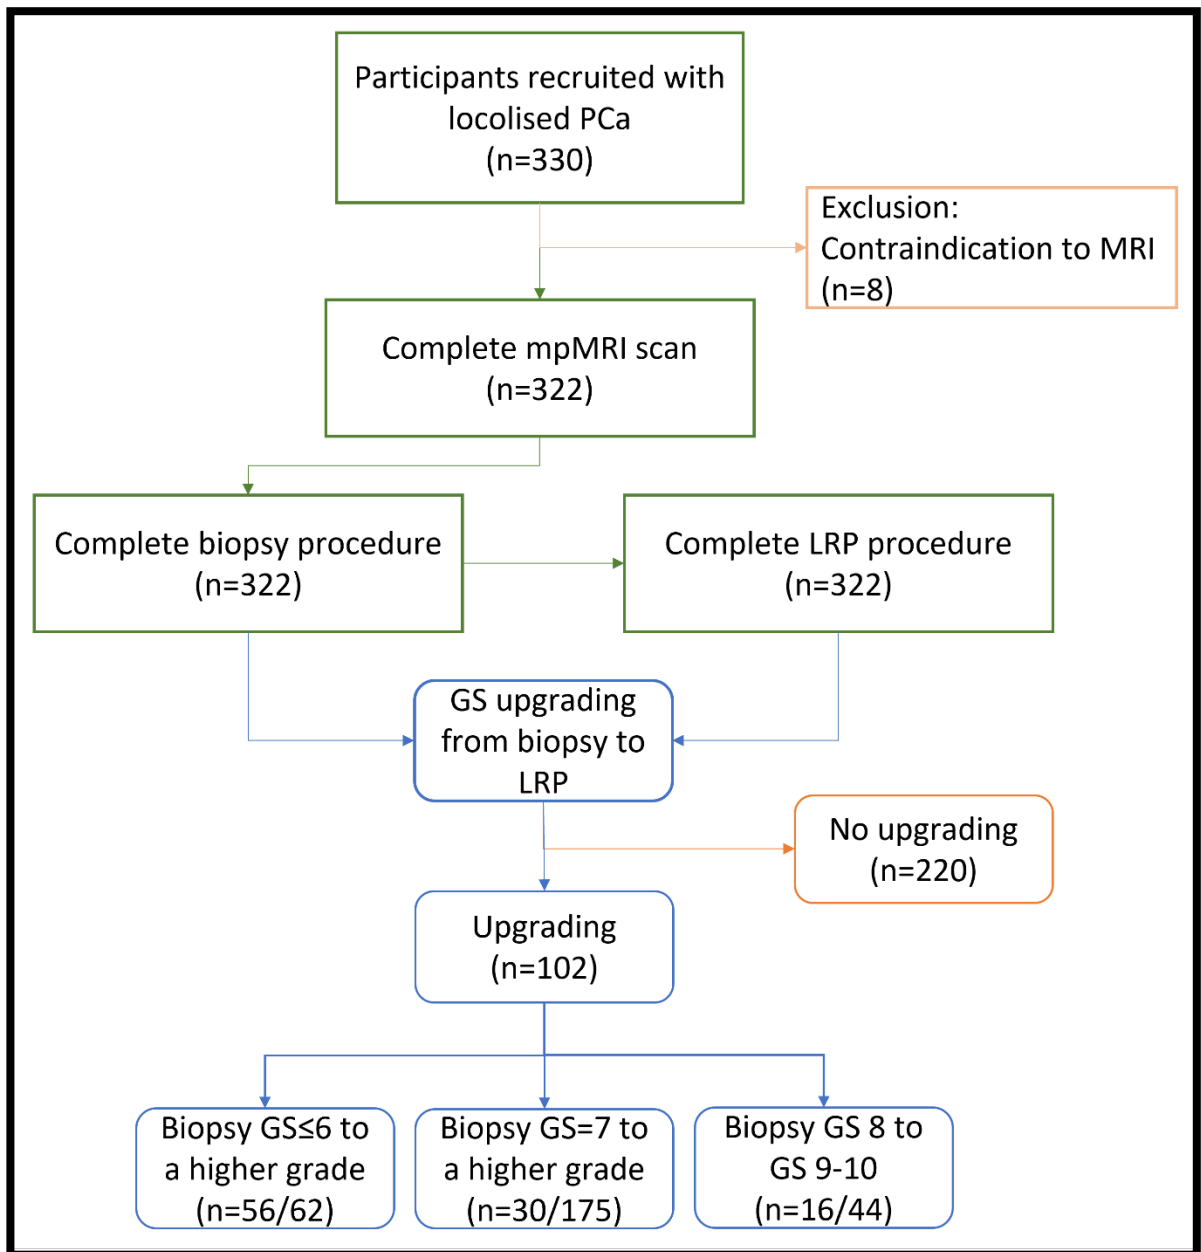 Participants recruited with
locolised PCa
(n=330)
Exclusion:
Contraindication to MRI
(n=8)
Complete mpMRI scan
(n=322)
Complete biopsy procedure
(n=322)
Complete LRP procedure
(n=322)
GS upgrading
from biopsy to
LRP
No upgrading
(n=220)
Upgrading
(n=102)
Biopsy GS≤6 to
a higher grade
(n=56/62)
Biopsy GS=7 to
a higher grade
(n=30/175)
Biopsy GS 8 to
GS 9-10
(n=16/44)